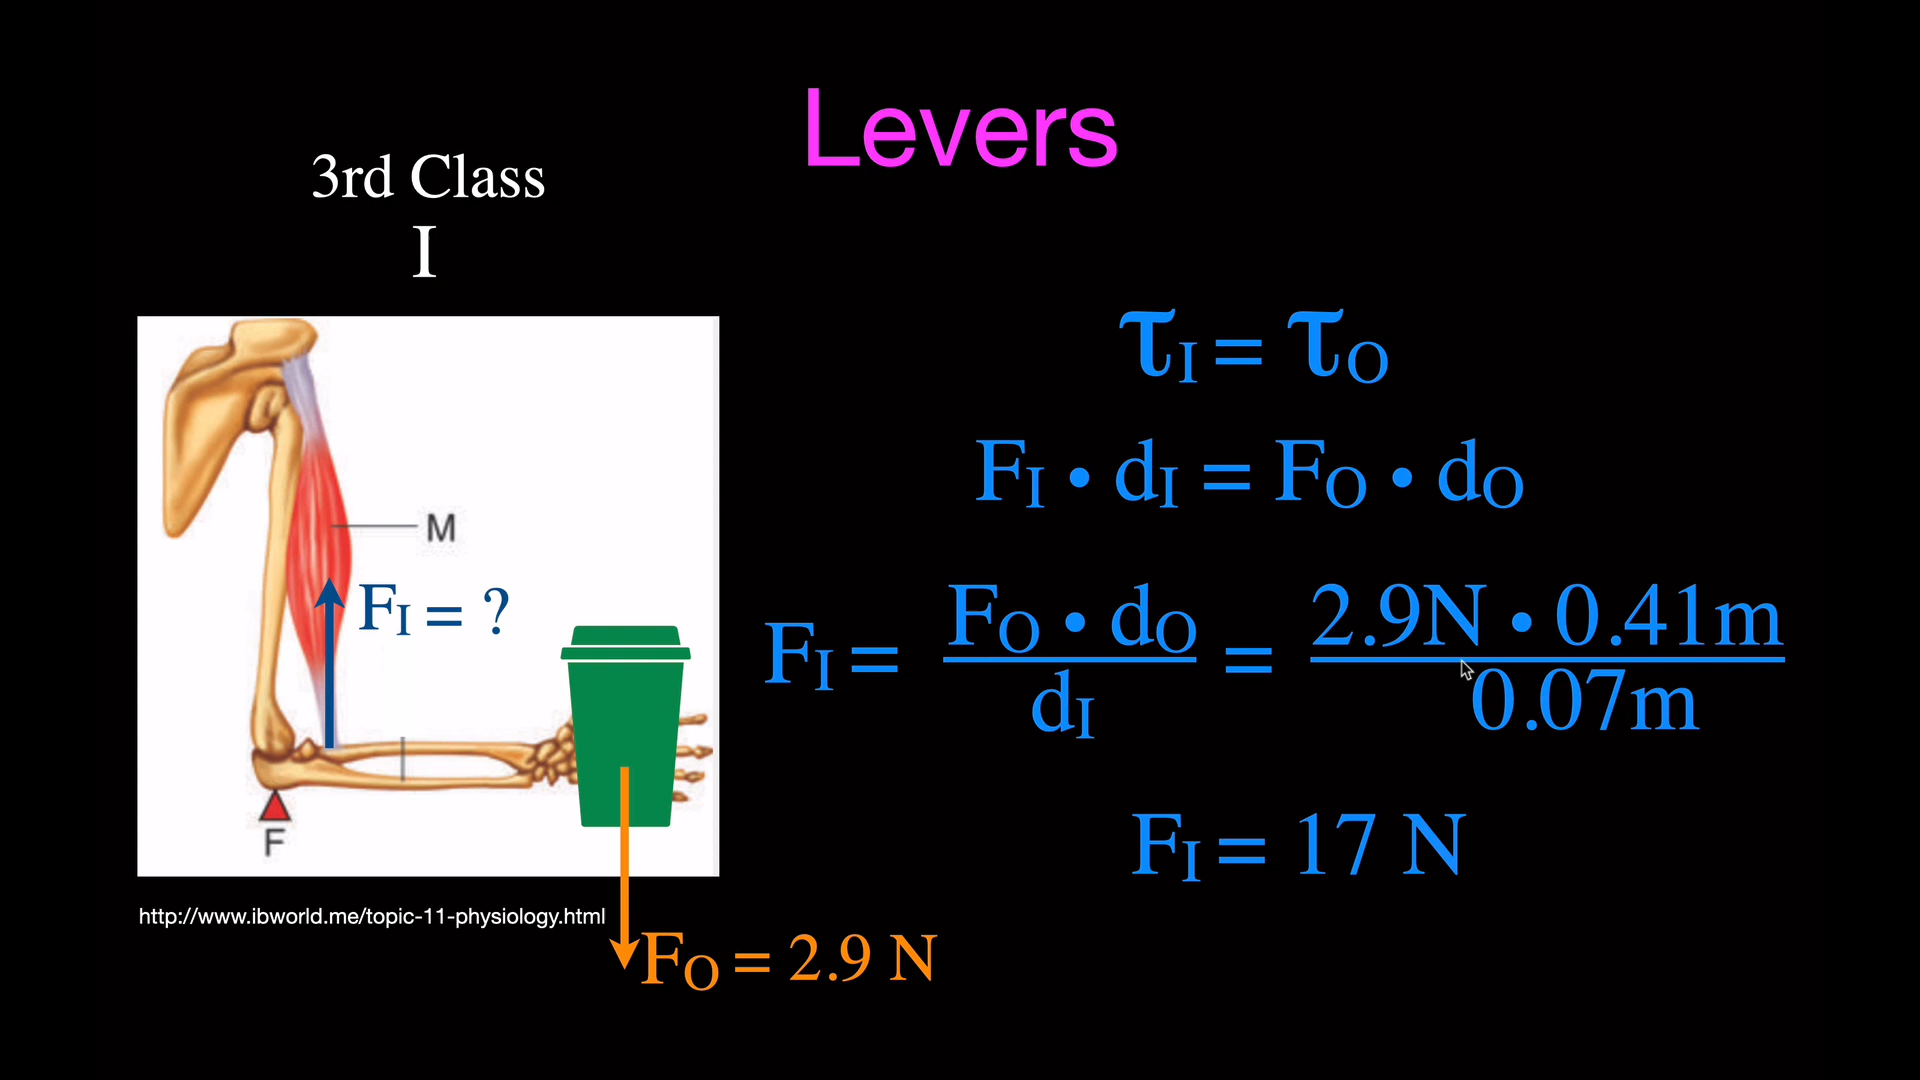 Levers
3rd Class
I
τI = τO
FI • dI = FO • dO
M
FI = ?
FI = FO • dO / dI = 2.9N • 0.41m / 0.07m
F
FI = 17 N
http://www.ibworld.me/topic-11-physiology.html
FO = 2.9 N